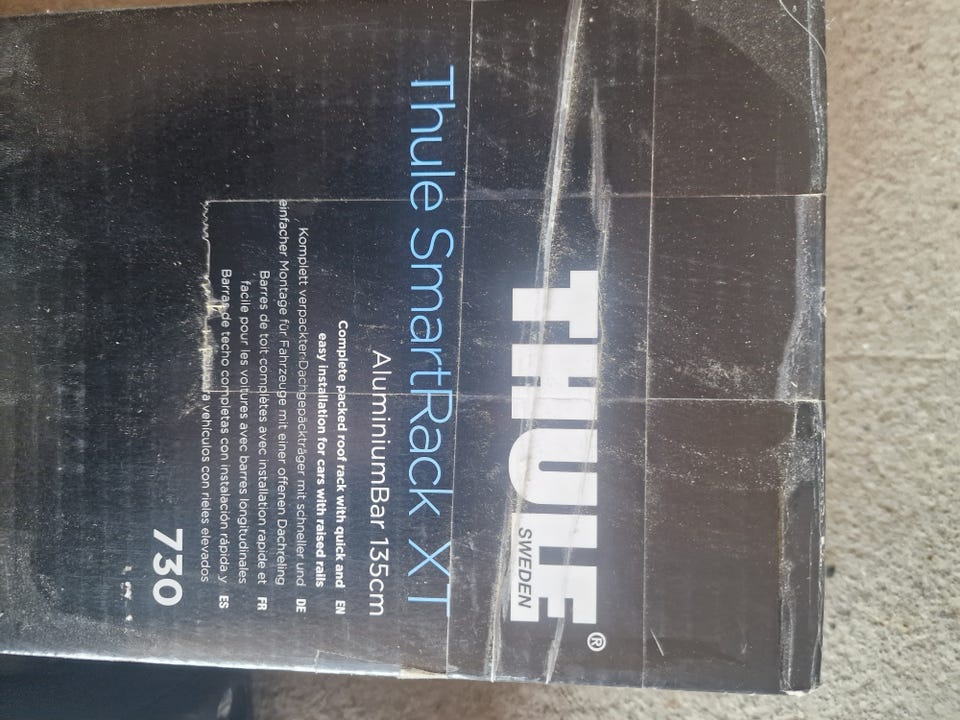 THULE®
SWEDEN
Thule SmartRack XT
AluminiumBar 135cm
Complete packed roof rack with quick and EN
easy installation for cars with raised rails
Komplett verpackter Dachgepäckträger mit schneller und DE
einfacher Montage für Fahrzeuge mit einer offenen Dachreling
Barres de toit complètes avec installation rapide et FR
facile pour les voitures avec barres longitudinales
Barras de techo completas con instalación rápida y ES
vehículos con rieles elevados
730